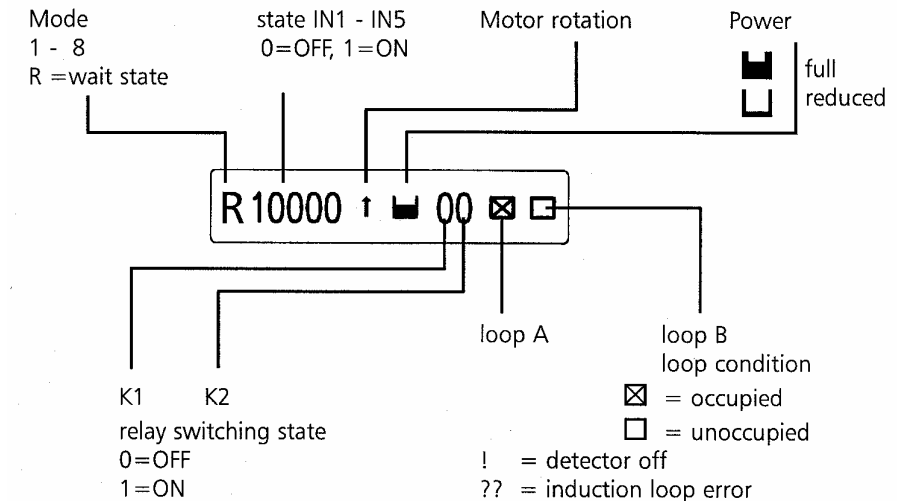 Mode
1 - 8
R =wait state
state IN1 - IN5
0=OFF, 1=ON
Motor rotation
Power
full
reduced
R 10000 ↑ 00 ☒ ☐
loop A
loop B
loop condition
☒ = occupied
☐ = unoccupied
! = detector off
?? = induction loop error
K1 K2
relay switching state
0=OFF
1=ON